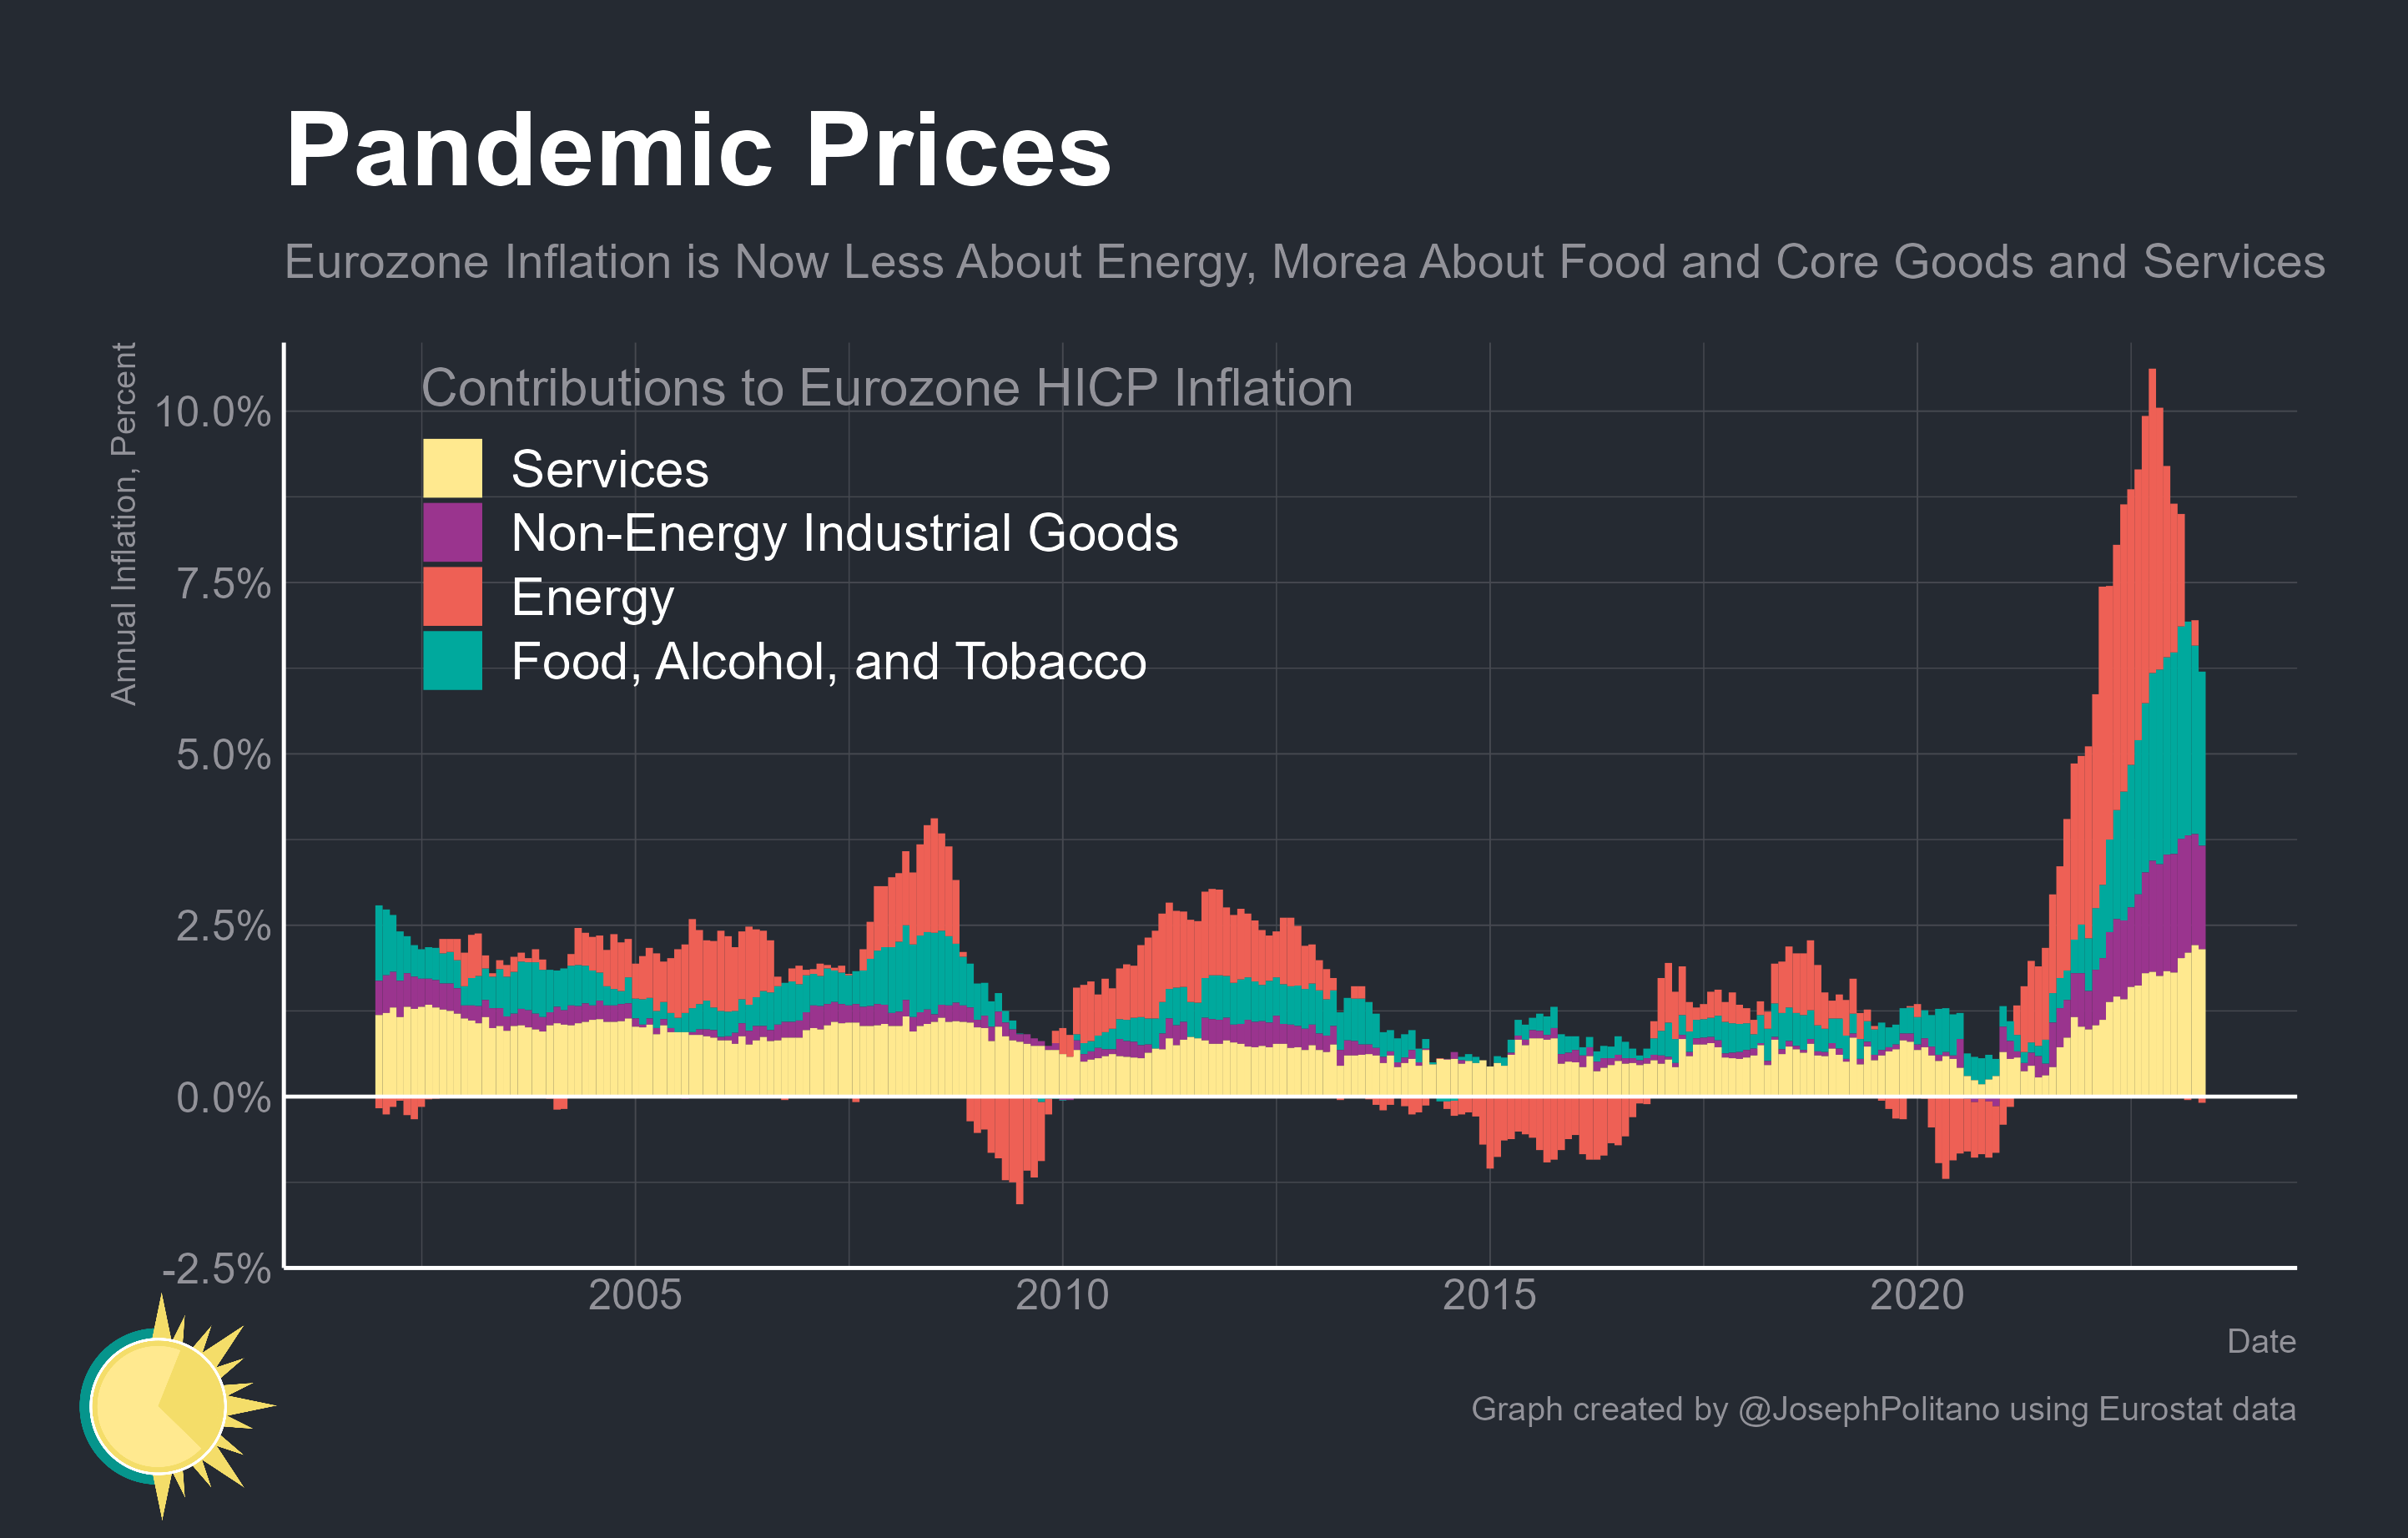 Pandemic Prices
Eurozone Inflation is Now Less About Energy, Morea About Food and Core Goods and Services
Annual Inflation, Percent
Contributions to Eurozone HICP Inflation
Services
Non-Energy Industrial Goods
Energy
Food, Alcohol, and Tobacco
10.0%
7.5%
5.0%
2.5%
0.0%
-2.5%
2005
2010
2015
2020
Date
Graph created by @JosephPolitano using Eurostat data